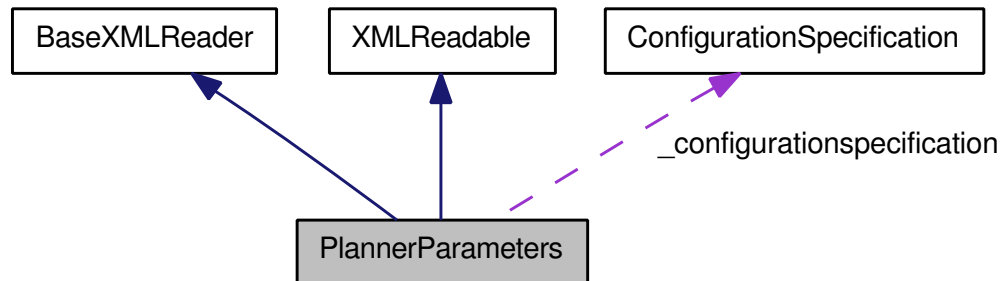 BaseXMLReader
XMLReadable
ConfigurationSpecification
_configurationspecification
PlannerParameters